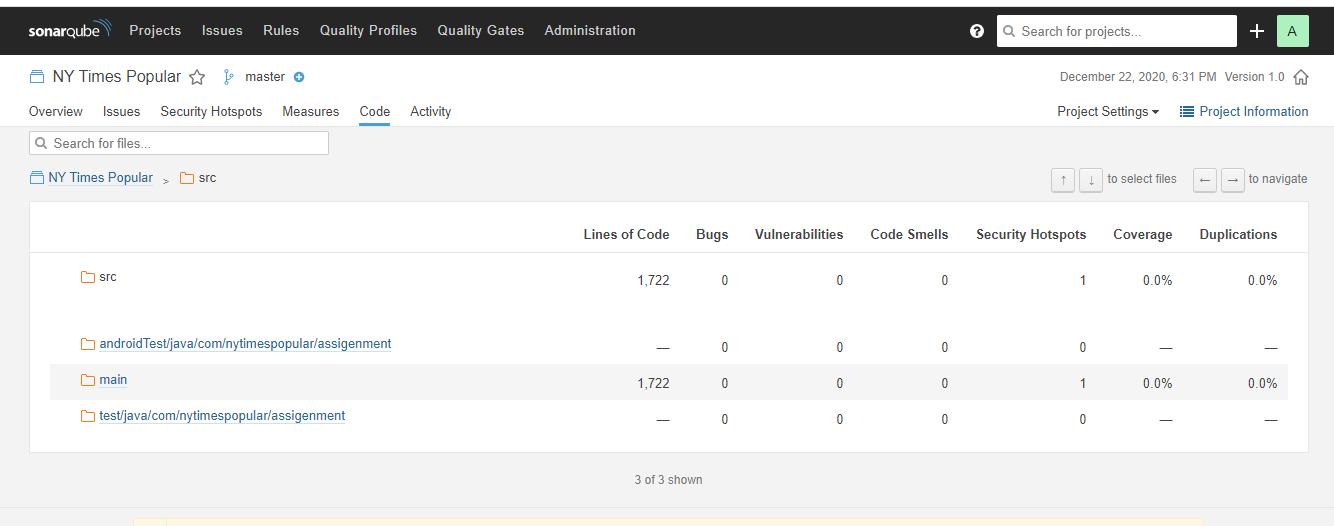 sonarqube Projects Issues Rules Quality Profiles Quality Gates Administration ? Search for projects... A
NY Times Popular master December 22, 2020, 6:31 PM Version 1.0
Overview Issues Security Hotspots Measures Code Activity Project Settings Project Information
Search for files...
NY Times Popular > src ↑ ↓ to select files ← → to navigate
Lines of Code Bugs Vulnerabilities Code Smells Security Hotspots Coverage Duplications
src 1,722 0 0 0 1 0.0% 0.0%
androidTest/java/com/nytimespopular/assigenment — 0 0 0 0 — —
main 1,722 0 0 0 1 0.0% 0.0%
test/java/com/nytimespopular/assigenment — 0 0 0 0 — —
3 of 3 shown